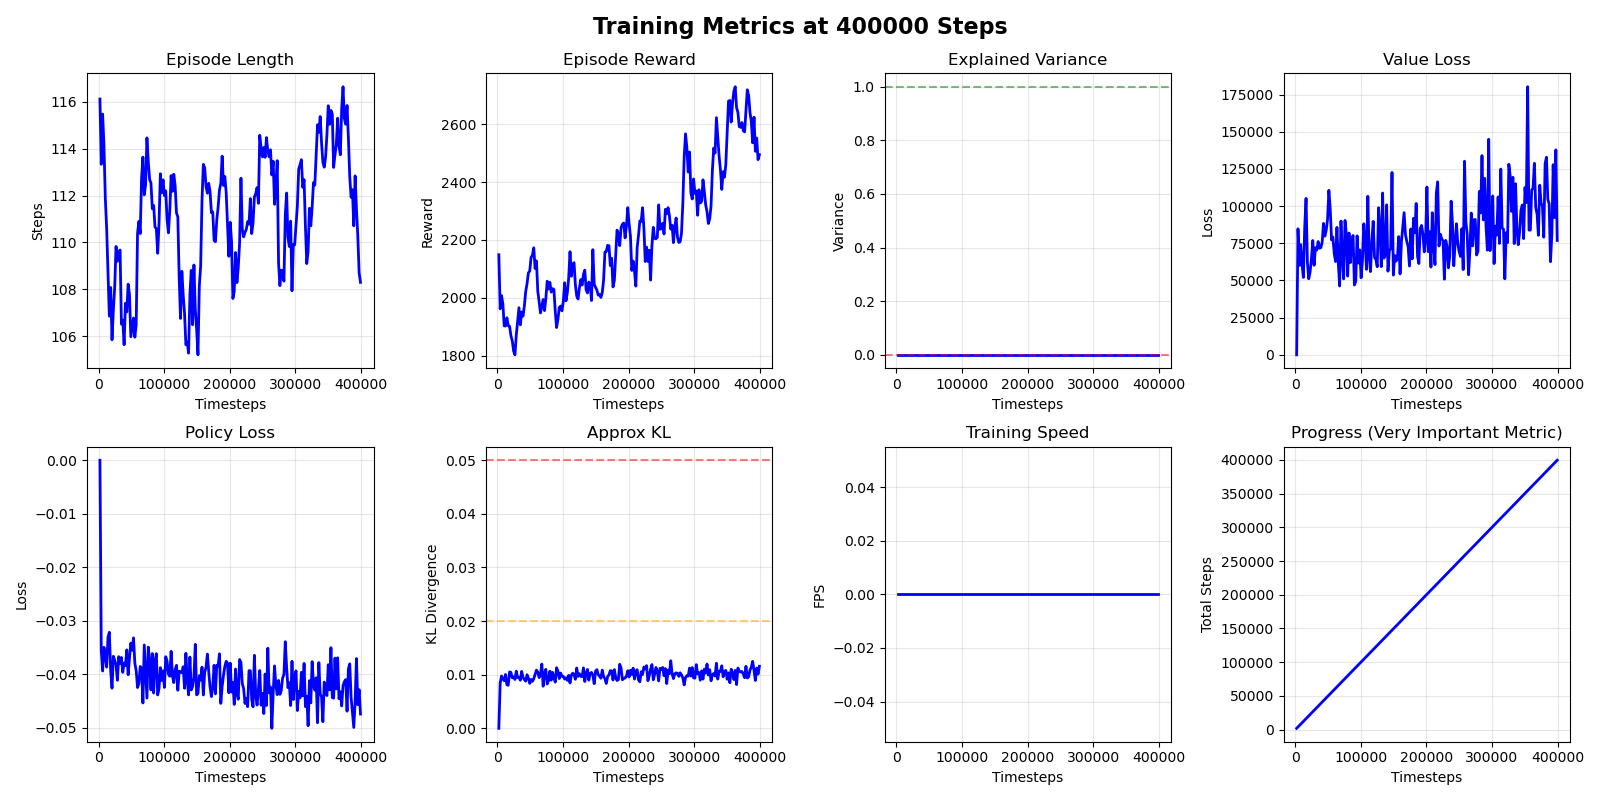 Training Metrics at 400000 Steps
Episode Length
116
114
112
110
108
106
Steps
0 100000 200000 300000 400000
Timesteps
Episode Reward
2600
2400
2200
2000
1800
Reward
0 100000 200000 300000 400000
Timesteps
Explained Variance
1.0
0.8
0.6
0.4
0.2
0.0
Variance
0 100000 200000 300000 400000
Timesteps
Value Loss
175000
150000
125000
100000
75000
50000
25000
0
Loss
0 100000 200000 300000 400000
Timesteps
Policy Loss
0.00
−0.01
−0.02
−0.03
−0.04
−0.05
Loss
0 100000 200000 300000 400000
Timesteps
Approx KL
0.05
0.04
0.03
0.02
0.01
0.00
KL Divergence
0 100000 200000 300000 400000
Timesteps
Training Speed
0.04
0.02
0.00
−0.02
−0.04
FPS
0 100000 200000 300000 400000
Timesteps
Progress (Very Important Metric)
400000
350000
300000
250000
200000
150000
100000
50000
0
Total Steps
0 100000 200000 300000 400000
Timesteps